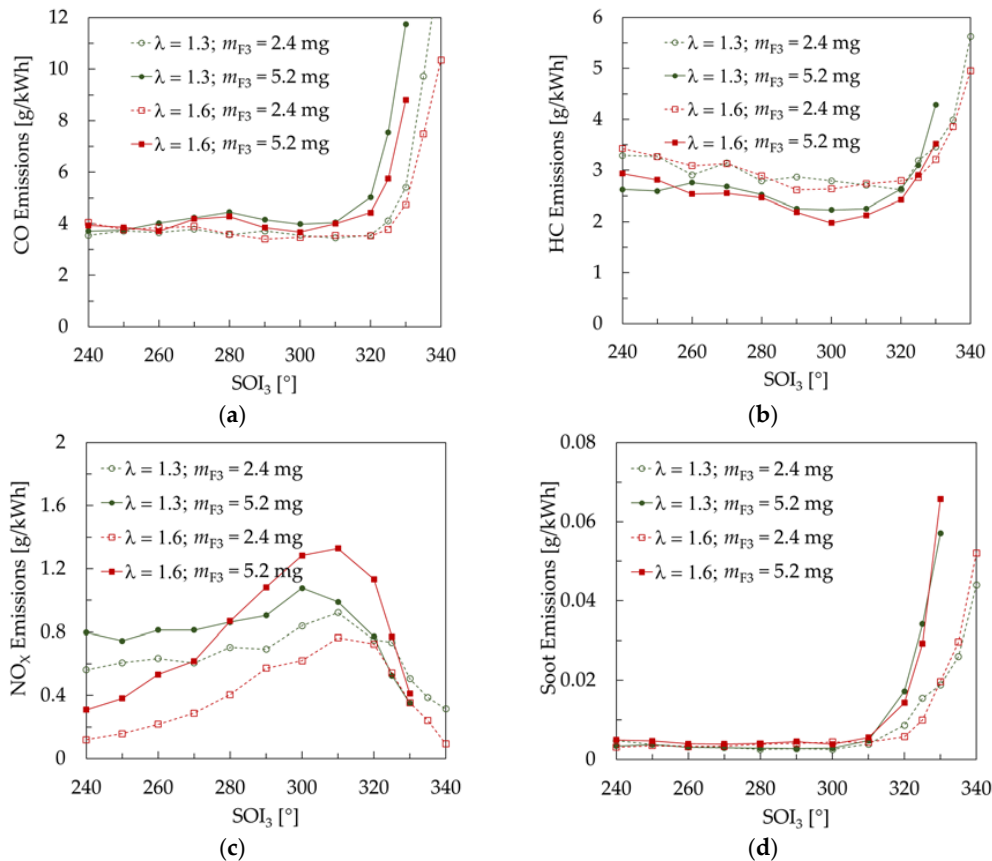 CO Emissions [g/kWh]
12
10
8
6
4
2
0
λ = 1.3; mF3 = 2.4 mg
λ = 1.3; mF3 = 5.2 mg
λ = 1.6; mF3 = 2.4 mg
λ = 1.6; mF3 = 5.2 mg
240 260 280 300 320 340
SOI3 [°]
(a)
HC Emissions [g/kWh]
6
5
4
3
2
1
0
λ = 1.3; mF3 = 2.4 mg
λ = 1.3; mF3 = 5.2 mg
λ = 1.6; mF3 = 2.4 mg
λ = 1.6; mF3 = 5.2 mg
240 260 280 300 320 340
SOI3 [°]
(b)
NOX Emissions [g/kWh]
2
1.6
1.2
0.8
0.4
0
λ = 1.3; mF3 = 2.4 mg
λ = 1.3; mF3 = 5.2 mg
λ = 1.6; mF3 = 2.4 mg
λ = 1.6; mF3 = 5.2 mg
240 260 280 300 320 340
SOI3 [°]
(c)
Soot Emissions [g/kWh]
0.08
0.06
0.04
0.02
0
λ = 1.3; mF3 = 2.4 mg
λ = 1.3; mF3 = 5.2 mg
λ = 1.6; mF3 = 2.4 mg
λ = 1.6; mF3 = 5.2 mg
240 260 280 300 320 340
SOI3 [°]
(d)